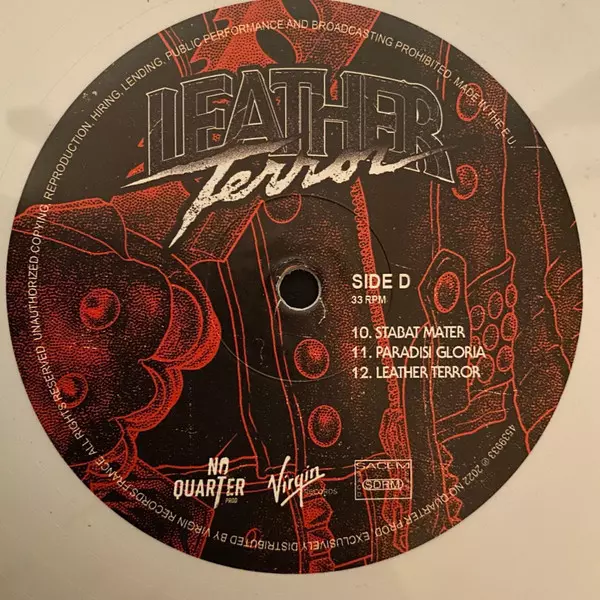 LEATHER
Terror
SIDE D
33 RPM
10. STABAT MATER
11. PARADISI GLORIA
12. LEATHER TERROR
NO
QUARTER
PROD
Virgin
RECORDS
SACEM
SDRM
4539933 ℗ 2022 NO QUARTER PROD. EXCLUSIVELY DISTRIBUTED BY VIRGIN RECORDS FRANCE. ALL RIGHTS RESERVED. UNAUTHORIZED COPYING, REPRODUCTION, HIRING, LENDING, PUBLIC PERFORMANCE AND BROADCASTING PROHIBITED. MADE IN THE E.U.